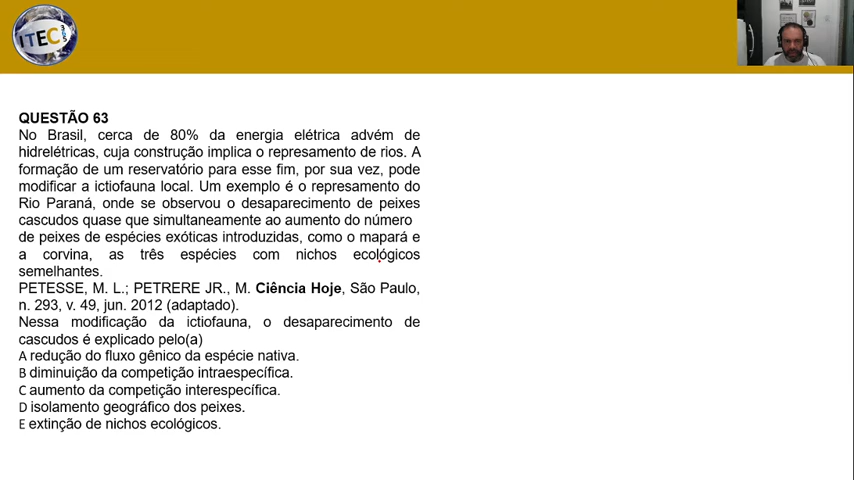 ITEC
QUESTÃO 63
No Brasil, cerca de 80% da energia elétrica advém de
hidrelétricas, cuja construção implica o represamento de rios. A
formação de um reservatório para esse fim, por sua vez, pode
modificar a ictiofauna local. Um exemplo é o represamento do
Rio Paraná, onde se observou o desaparecimento de peixes
cascudos quase que simultaneamente ao aumento do número
de peixes de espécies exóticas introduzidas, como o mapará e
a corvina, as três espécies com nichos ecológicos
semelhantes.
PETESSE, M. L.; PETRERE JR., M. Ciência Hoje, São Paulo,
n. 293, v. 49, jun. 2012 (adaptado).
Nessa modificação da ictiofauna, o desaparecimento de
cascudos é explicado pelo(a)
A redução do fluxo gênico da espécie nativa.
B diminuição da competição intraespecífica.
C aumento da competição interespecífica.
D isolamento geográfico dos peixes.
E extinção de nichos ecológicos.